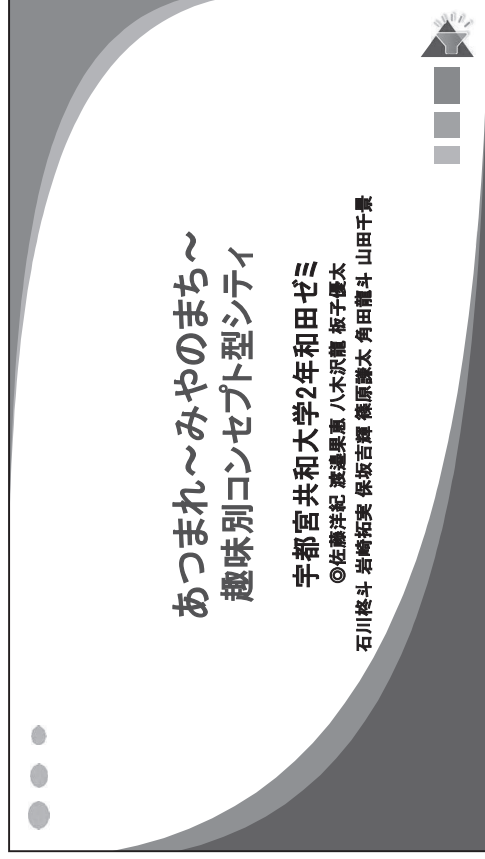 あつまれ~みやのまち~
趣味別コンセプト型シティ
宇都宮共和大学2年和田ゼミ
◎佐藤洋紀 渡邉果恵 八木沢龍 板子優太
石川柊斗 岩崎拓実 保坂吉輝 篠原謙太 角田龍斗 山田千景